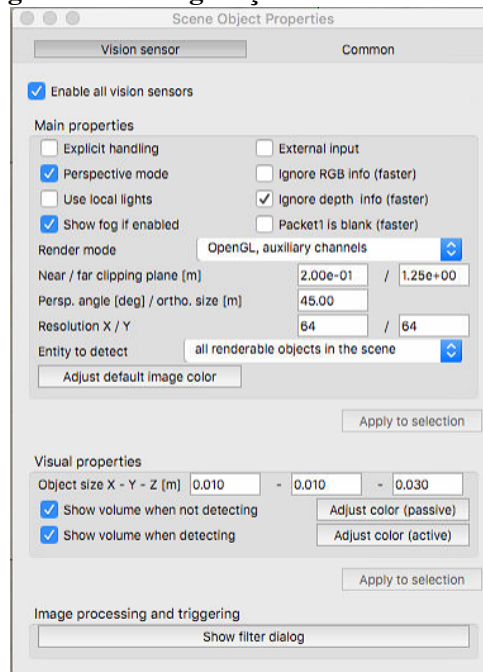 Scene Object Properties
Vision sensor Common
Enable all vision sensors
Main properties
Explicit handling External input
Perspective mode Ignore RGB info (faster)
Use local lights Ignore depth info (faster)
Show fog if enabled Packet1 is blank (faster)
Render mode OpenGL, auxiliary channels
Near / far clipping plane [m] 2.00e-01 / 1.25e+00
Persp. angle [deg] / ortho. size [m] 45.00
Resolution X / Y 64 / 64
Entity to detect all renderable objects in the scene
Adjust default image color
Apply to selection
Visual properties
Object size X - Y - Z [m] 0.010 - 0.010 - 0.030
Show volume when not detecting Adjust color (passive)
Show volume when detecting Adjust color (active)
Apply to selection
Image processing and triggering
Show filter dialog